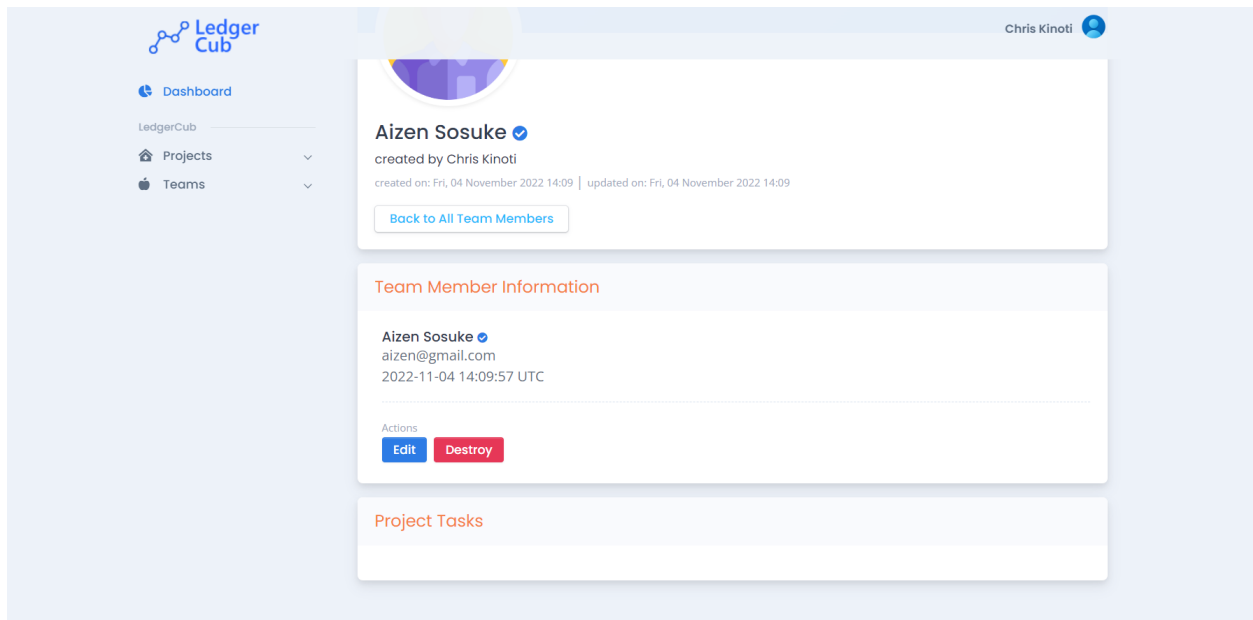 Ledger
Cub
Chris Kinoti
Dashboard
LedgerCub
Projects
Teams
Aizen Sosuke
created by Chris Kinoti
created on: Fri, 04 November 2022 14:09 | updated on: Fri, 04 November 2022 14:09
Back to All Team Members
Team Member Information
Aizen Sosuke
aizen@gmail.com
2022-11-04 14:09:57 UTC
Actions
Edit Destroy
Project Tasks